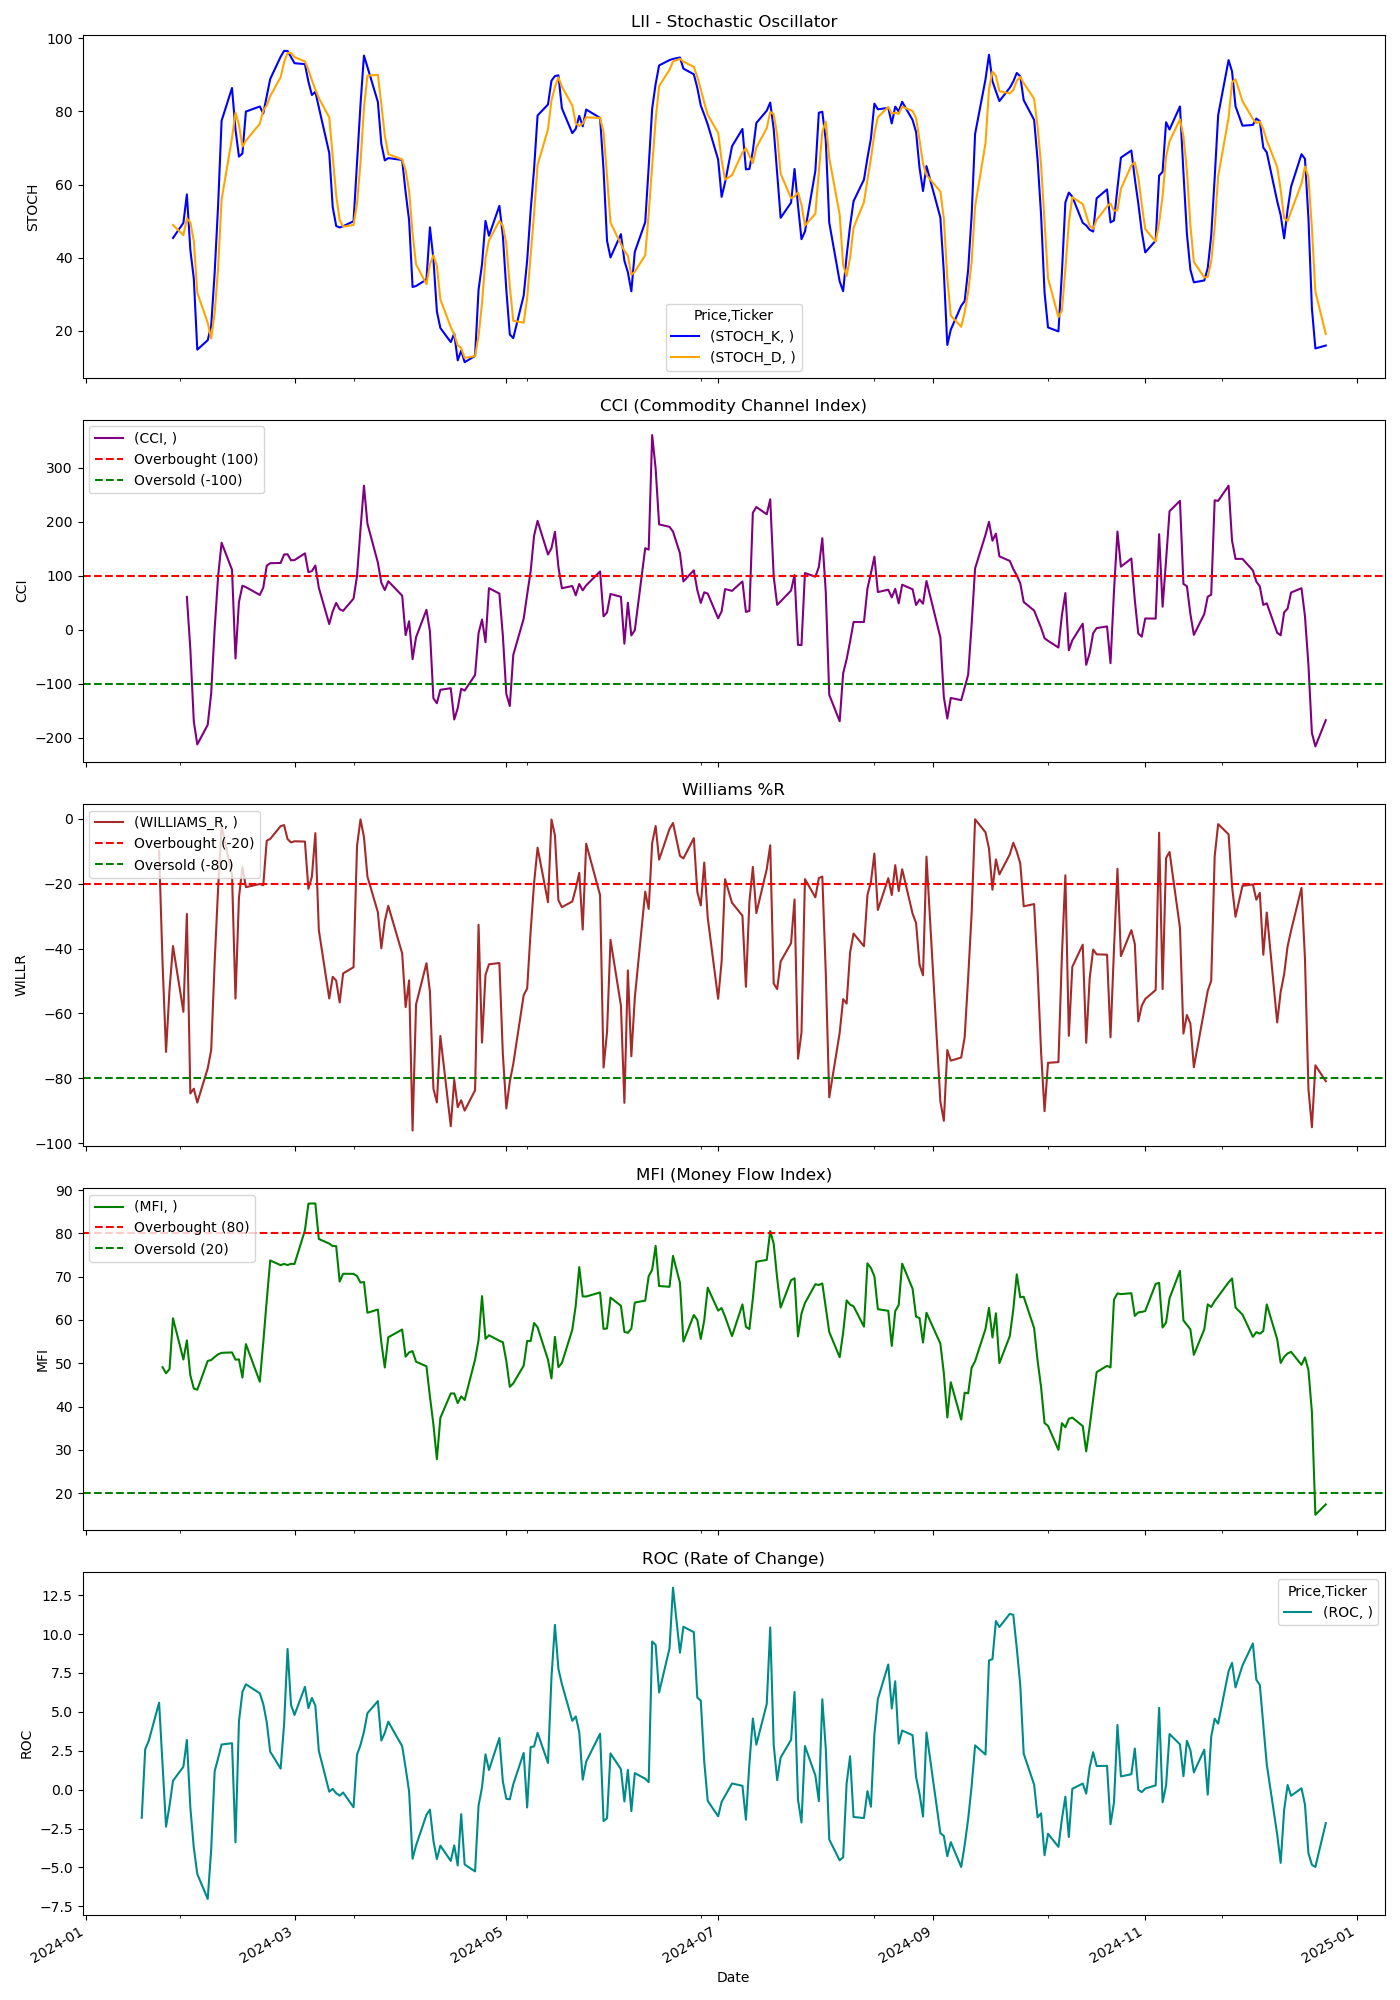 LII - Stochastic Oscillator
100
80
60
40
20
STOCH
Price,Ticker
(STOCH_K, )
(STOCH_D, )
CCI (Commodity Channel Index)
(CCI, )
Overbought (100)
Oversold (-100)
300
200
100
0
−100
−200
CCI
Williams %R
(WILLIAMS_R, )
Overbought (-20)
Oversold (-80)
0
−20
−40
−60
−80
−100
WILLR
MFI (Money Flow Index)
(MFI, )
Overbought (80)
Oversold (20)
90
80
70
60
50
40
30
20
MFI
ROC (Rate of Change)
Price,Ticker
(ROC, )
12.5
10.0
7.5
5.0
2.5
0.0
−2.5
−5.0
−7.5
ROC
2024-01
2024-03
2024-05
2024-07
2024-09
2024-11
2025-01
Date